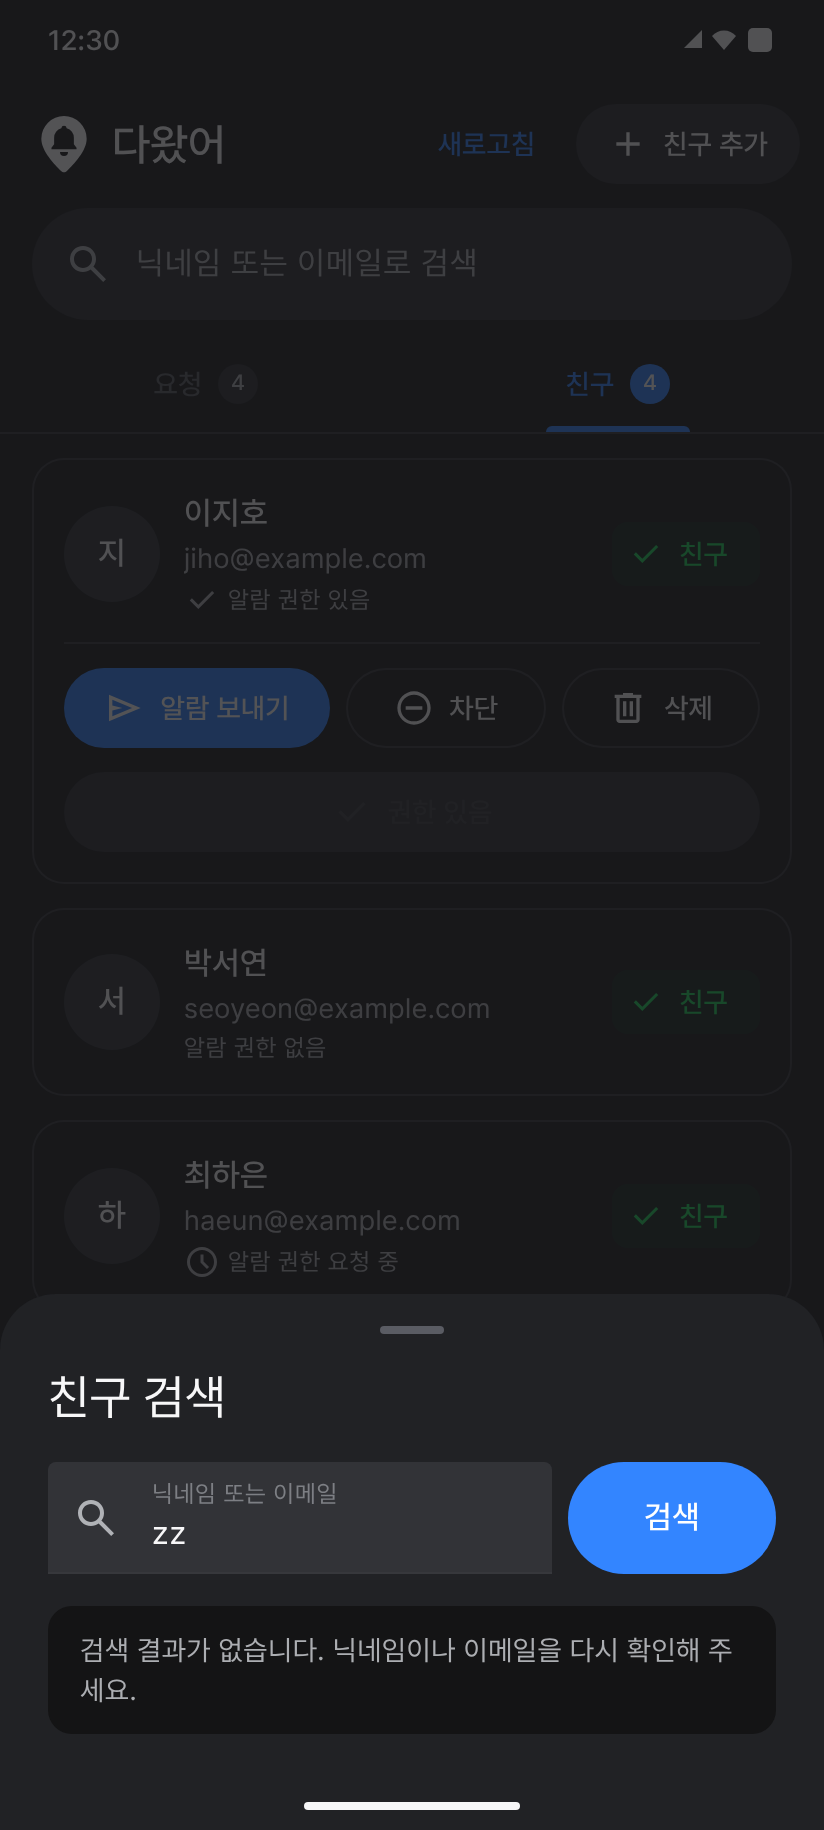 12:30
다왔어
새로고침
친구 추가
닉네임 또는 이메일로 검색
요청 4
친구 4
지
이지호
jiho@example.com
알람 권한 있음
친구
알람 보내기
차단
삭제
권한 있음
서
박서연
seoyeon@example.com
알람 권한 없음
친구
하
최하은
haeun@example.com
알람 권한 요청 중
친구
친구 검색
닉네임 또는 이메일
zz
검색
검색 결과가 없습니다. 닉네임이나 이메일을 다시 확인해 주
세요.